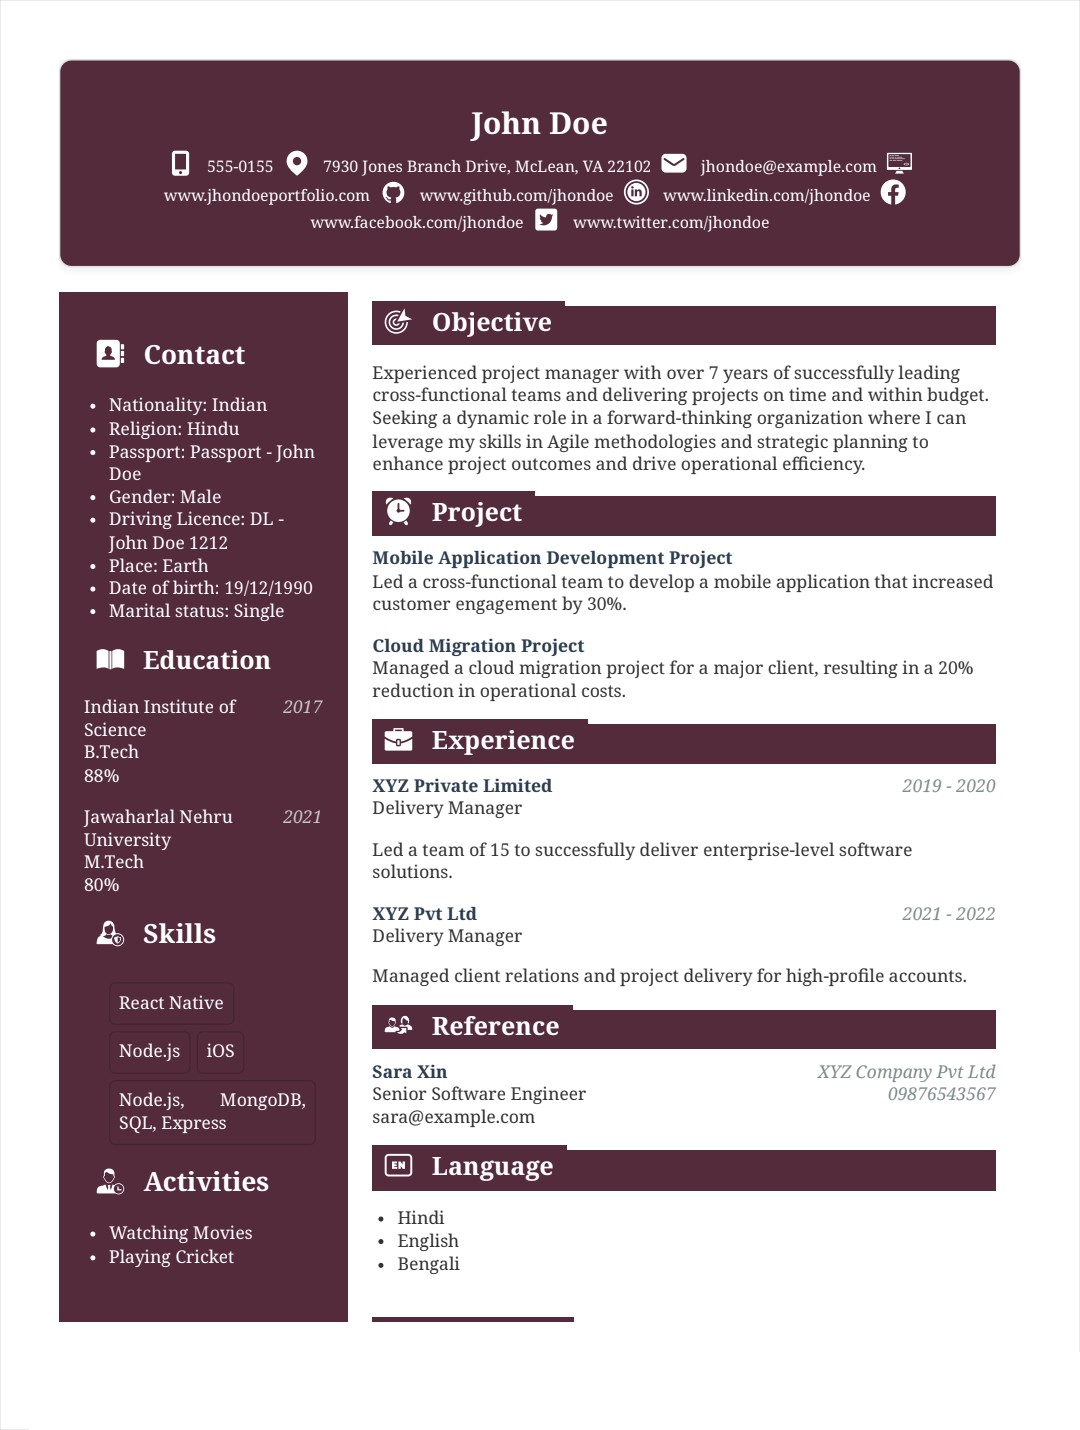 John Doe
555-0155 7930 Jones Branch Drive, McLean, VA 22102 jhondoe@example.com
www.jhondoeportfolio.com www.github.com/jhondoe www.linkedin.com/jhondoe
www.facebook.com/jhondoe www.twitter.com/jhondoe
Contact
• Nationality: Indian
• Religion: Hindu
• Passport: Passport - John
Doe
• Gender: Male
• Driving Licence: DL -
John Doe 1212
• Place: Earth
• Date of birth: 19/12/1990
• Marital status: Single
Education
Indian Institute of 2017
Science
B.Tech
88%
Jawaharlal Nehru 2021
University
M.Tech
80%
Skills
React Native
Node.js iOS
Node.js, MongoDB,
SQL, Express
Activities
• Watching Movies
• Playing Cricket
Objective
Experienced project manager with over 7 years of successfully leading
cross-functional teams and delivering projects on time and within budget.
Seeking a dynamic role in a forward-thinking organization where I can
leverage my skills in Agile methodologies and strategic planning to
enhance project outcomes and drive operational efficiency.
Project
Mobile Application Development Project
Led a cross-functional team to develop a mobile application that increased
customer engagement by 30%.
Cloud Migration Project
Managed a cloud migration project for a major client, resulting in a 20%
reduction in operational costs.
Experience
XYZ Private Limited 2019 - 2020
Delivery Manager
Led a team of 15 to successfully deliver enterprise-level software
solutions.
XYZ Pvt Ltd 2021 - 2022
Delivery Manager
Managed client relations and project delivery for high-profile accounts.
Reference
Sara Xin XYZ Company Pvt Ltd
Senior Software Engineer 09876543567
sara@example.com
EN Language
• Hindi
• English
• Bengali